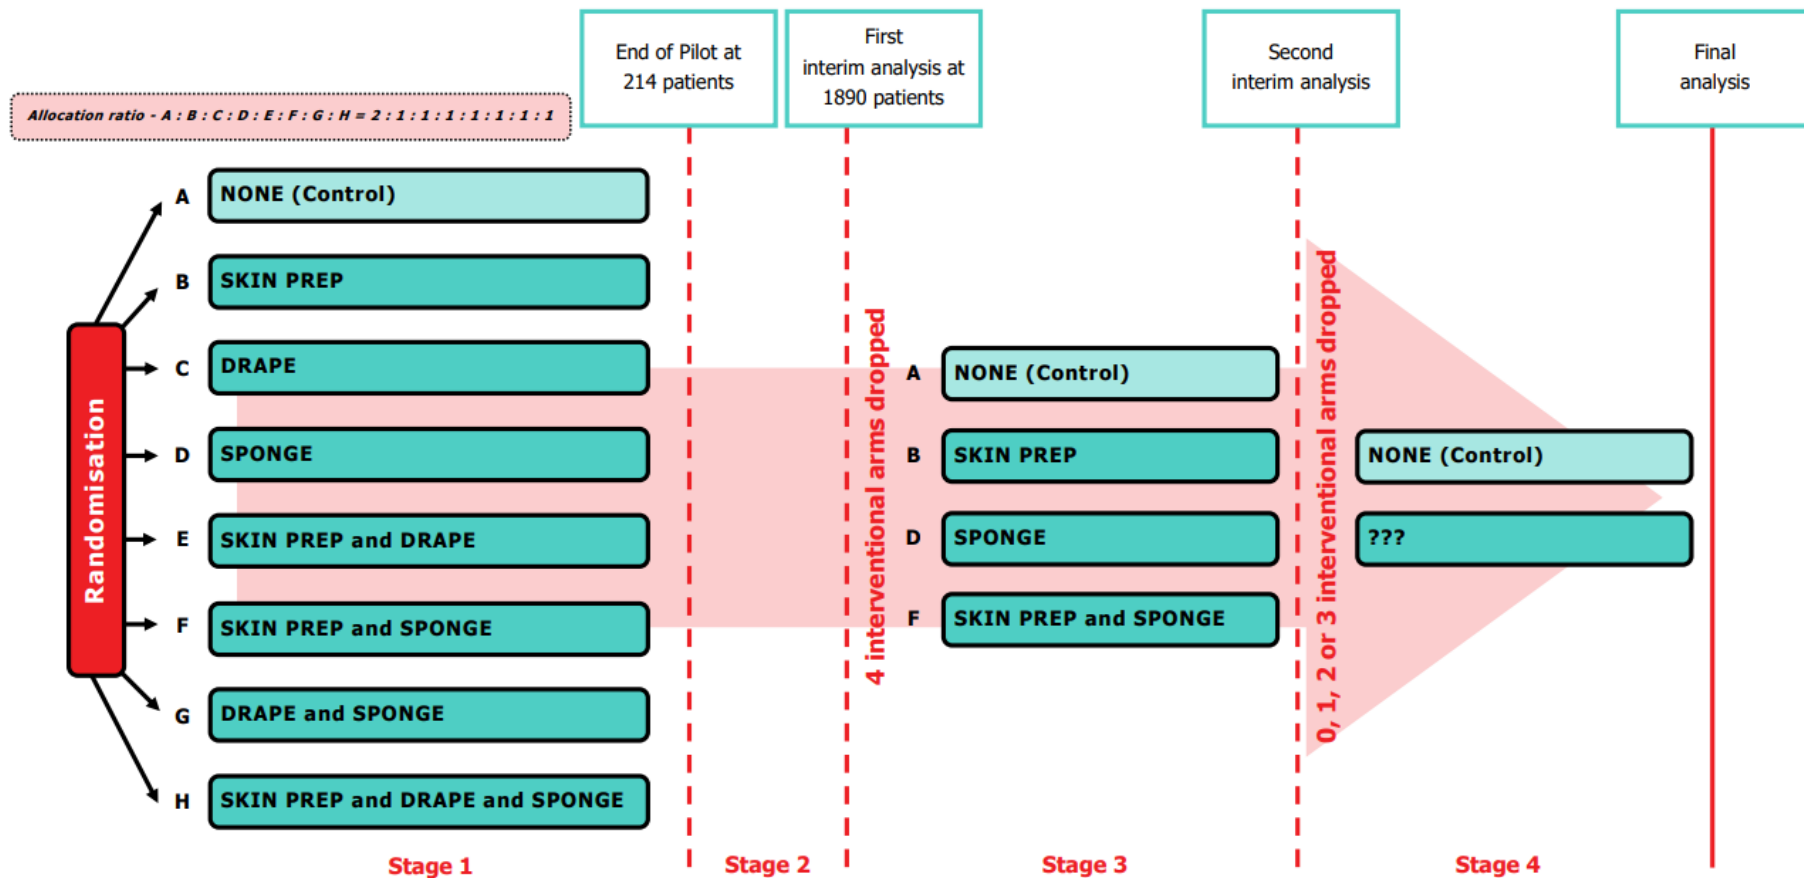 End of Pilot at
214 patients
First
interim analysis at
1890 patients
Second
interim analysis
Final
analysis
Allocation ratio - A : B : C : D : E : F : G : H = 2 : 1 : 1 : 1 : 1 : 1 : 1 : 1
Randomisation
A NONE (Control)
B SKIN PREP
C DRAPE
D SPONGE
E SKIN PREP and DRAPE
F SKIN PREP and SPONGE
G DRAPE and SPONGE
H SKIN PREP and DRAPE and SPONGE
4 interventional arms dropped
A NONE (Control)
B SKIN PREP
D SPONGE
F SKIN PREP and SPONGE
0, 1, 2 or 3 interventional arms dropped
NONE (Control)
???
Stage 1
Stage 2
Stage 3
Stage 4